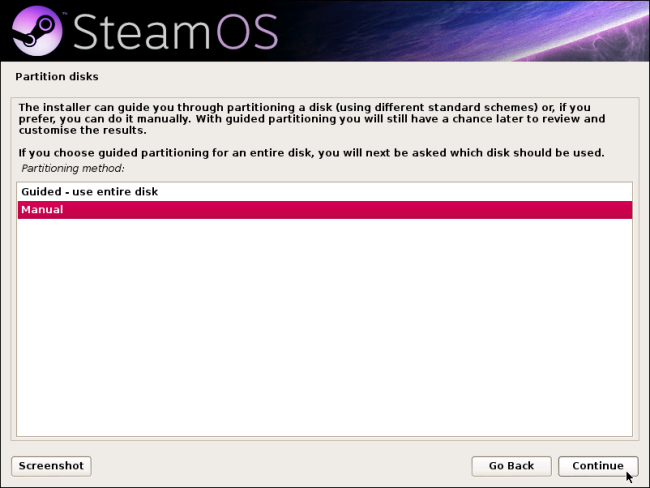 SteamOS™
Partition disks
The installer can guide you through partitioning a disk (using different standard schemes) or, if you
prefer, you can do it manually. With guided partitioning you will still have a chance later to review and
customise the results.
If you choose guided partitioning for an entire disk, you will next be asked which disk should be used.
Partitioning method:
Guided - use entire disk
Manual
Screenshot
Go Back
Continue